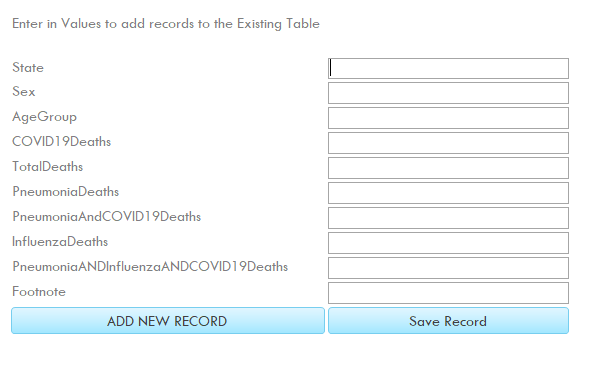 Enter in Values to add records to the Existing Table
State
Sex
AgeGroup
COVID19Deaths
TotalDeaths
PneumoniaDeaths
PneumoniaAndCOVID19Deaths
InfluenzaDeaths
PneumoniaANDInfluenzaANDCOVID19Deaths
Footnote
ADD NEW RECORD Save Record